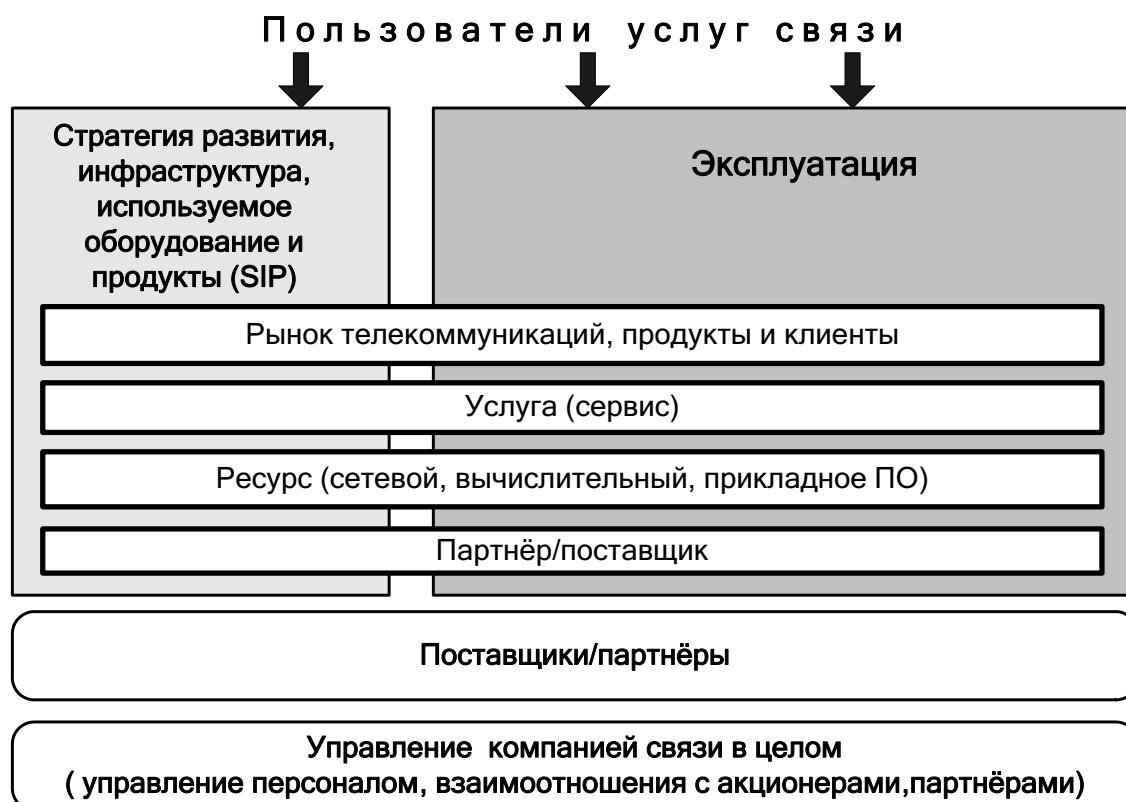 Пользователи услуг связи
Стратегия развития,
инфраструктура,
используемое
оборудование и
продукты (SIP)
Эксплуатация
Рынок телекоммуникаций, продукты и клиенты
Услуга (сервис)
Ресурс (сетевой, вычислительный, прикладное ПО)
Партнёр/поставщик
Поставщики/партнёры
Управление компанией связи в целом
( управление персоналом, взаимоотношения с акционерами,партнёрами)